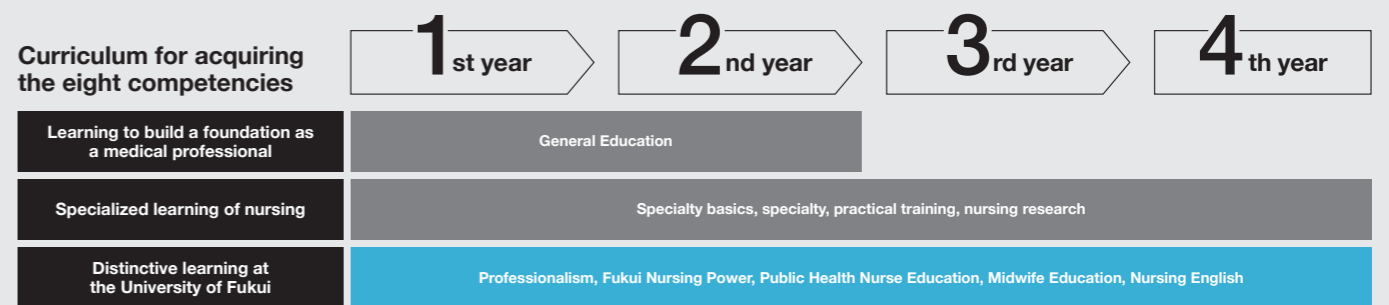 Curriculum for acquiring
the eight competencies
1st year
2nd year
3rd year
4th year
Learning to build a foundation as
a medical professional
General Education
Specialized learning of nursing
Specialty basics, specialty, practical training, nursing research
Distinctive learning at
the University of Fukui
Professionalism, Fukui Nursing Power, Public Health Nurse Education, Midwife Education, Nursing English